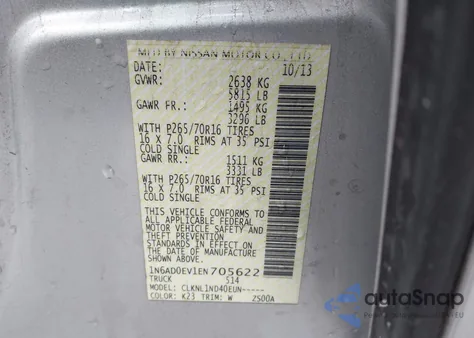 MFD BY NISSAN MOTOR CO., LTD.
DATE: 10/13
GVWR: 2638 KG
5815 LB
GAWR FR.: 1495 KG
3296 LB
WITH P265/70R16 TIRES
16 X 7.0 RIMS AT 35 PSI
COLD SINGLE
GAWR RR.: 1511 KG
3331 LB
WITH P265/70R16 TIRES
16 X 7.0 RIMS AT 35 PSI
COLD SINGLE
THIS VEHICLE CONFORMS TO ALL
APPLICABLE FEDERAL MOTOR
VEHICLE SAFETY
STANDARDS IN EFFECT ON
THE DATE OF MANUFACTURE
SHOWN ABOVE.
1N6AD0EV1EN705622
TRUCK 514
MODEL: CLKNL1ND40EUN-----
COLOR: K23 TRIM: W 2500A
autoSnap